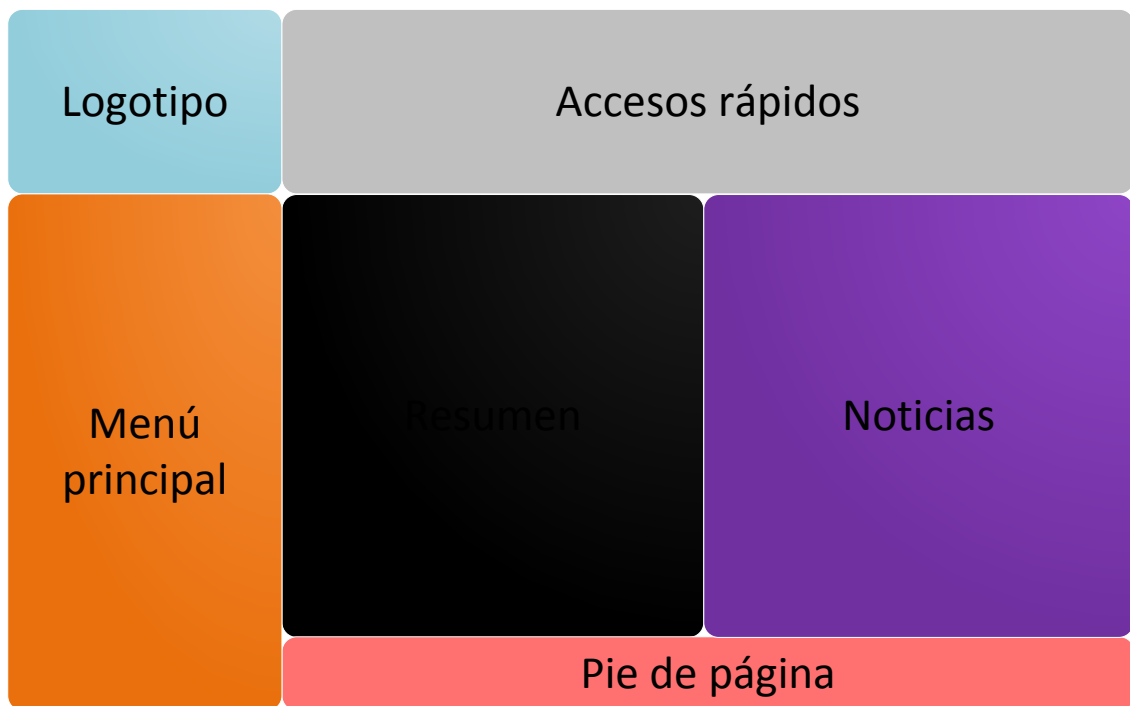 Logotipo
Accesos rápidos
Menú
principal
Resumen
Noticias
Pie de página